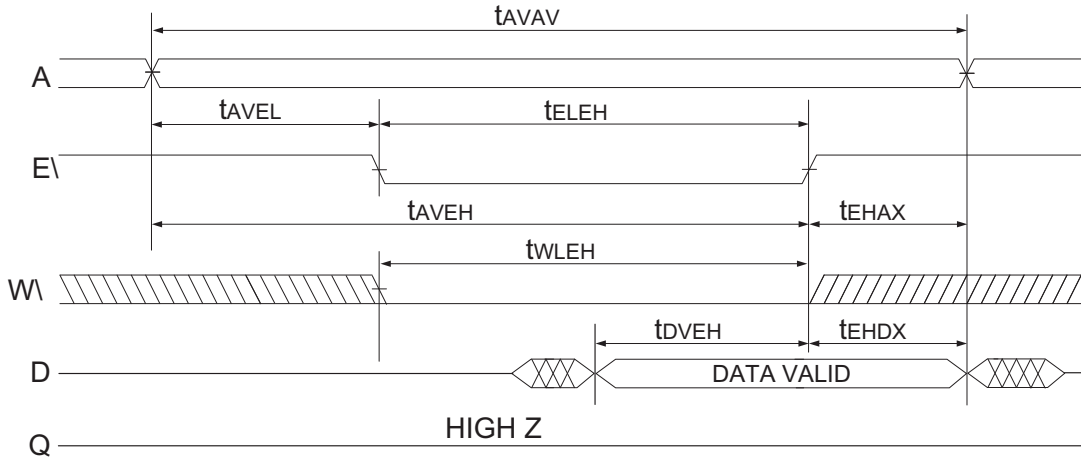 tAVAV
A
tAVEL tELEH
E\
tAVEH tEHAX
tWLEH
W\
tDVEH tEHDX
D DATA VALID
HIGH Z
Q